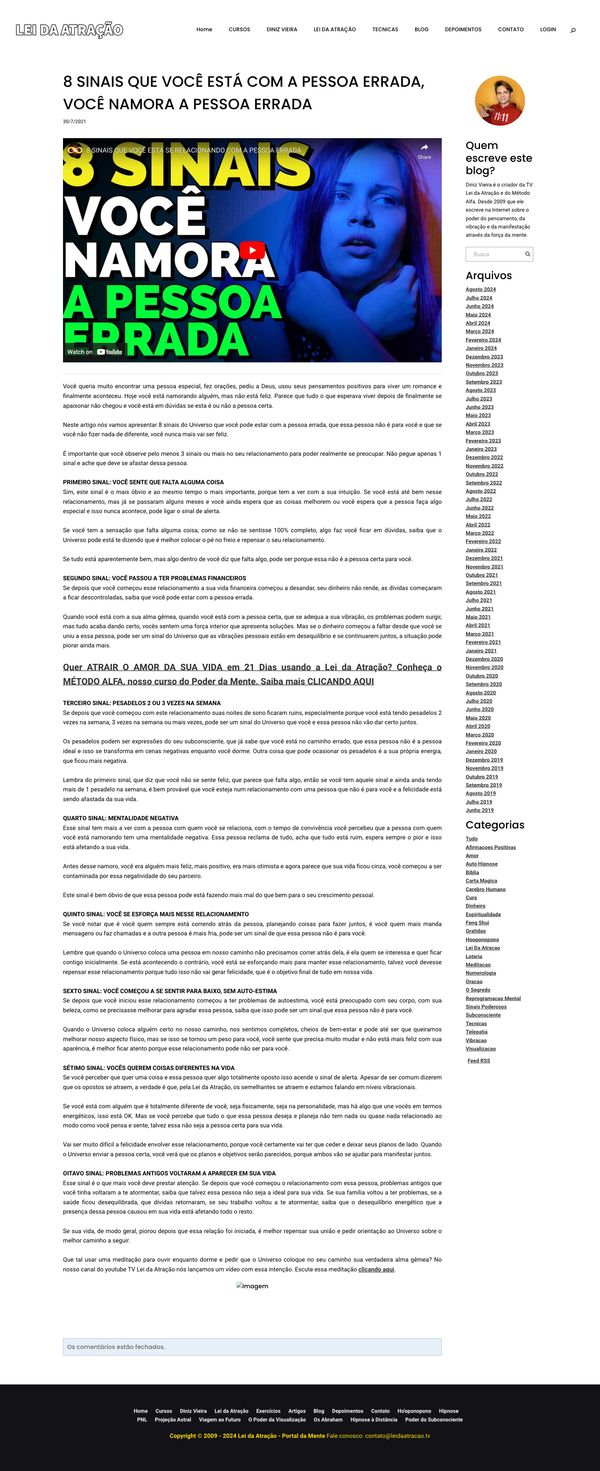 LEI DA ATRAÇÃO
Home CURSOS DINIZ VIEIRA LEI DA ATRAÇÃO TECNICAS BLOG DEPOIMENTOS CONTATO LOGIN
8 SINAIS QUE VOCÊ ESTÁ COM A PESSOA ERRADA,
VOCÊ NAMORA A PESSOA ERRADA
30/7/2021
8 SINAIS QUE VOCÊ ESTÁ SE RELACIONANDO COM A PESSOA ERRADA
Share
8 SINAIS
VOCÊ
NAMORA
A PESSOA
ERRADA
Watch on YouTube
Você queria muito encontrar uma pessoa especial, fez orações, pediu a Deus, usou seus pensamentos positivos para viver um romance e
finalmente aconteceu. Hoje você está namorando alguém, mas não está feliz. Parece que tudo o que esperava viver depois de finalmente se
apaixonar não chegou e você está em dúvidas se esta é ou não a pessoa certa.
Neste artigo nós vamos apresentar 8 sinais do Universo que você pode estar com a pessoa errada, que essa pessoa não é para você e que se
você não fizer nada de diferente, você nunca mais vai ser feliz.
É importante que você observe pelo menos 3 sinais ou mais no seu relacionamento para poder realmente se preocupar. Não pegue apenas 1
sinal e ache que deve se afastar dessa pessoa.
PRIMEIRO SINAL: VOCÊ SENTE QUE FALTA ALGUMA COISA
Sim, este sinal é o mais óbvio e ao mesmo tempo o mais importante, porque tem a ver com a sua intuição. Se você está até bem nesse
relacionamento, mas já se passaram alguns meses e você ainda espera que as coisas melhorem ou você espera que a pessoa faça algo
especial e isso nunca acontece, pode ligar o sinal de alerta.
Se você tem a sensação que falta alguma coisa, como se não se sentisse 100% completo, algo faz você ficar em dúvidas, saiba que o
Universo pode está te dizendo que é melhor colocar o pé no freio e repensar o seu relacionamento.
Se tudo está aparentemente bem, mas algo dentro de você diz que falta algo, pode ser porque essa não é a pessoa certa para você.
SEGUNDO SINAL: VOCÊ PASSOU A TER PROBLEMAS FINANCEIROS
Se depois que você começou esse relacionamento a sua vida financeira começou a desandar, seu dinheiro não rende, as dívidas começaram
a ficar descontroladas, saiba que você pode estar com a pessoa errada.
Quando você está com a sua alma gêmea, quando você está com a pessoa certa, que se adequa a sua vibração, os problemas podem surgir,
mas tudo acaba dando certo, vocês sentem uma força interior que apresenta soluções. Mas se o dinheiro começou a faltar desde que você se
uniu a essa pessoa, pode ser um sinal do Universo que as vibrações pessoais estão em desequilíbrio e se continuarem juntos, a situação pode
piorar ainda mais.
Quer ATRAIR O AMOR DA SUA VIDA em 21 Dias usando a Lei da Atração? Conheça o
MÉTODO ALFA, nosso curso do Poder da Mente. Saiba mais CLICANDO AQUI
TERCEIRO SINAL: PESADELOS 2 OU 3 VEZES NA SEMANA
Se depois que você começou com este relacionamento suas noites de sono ficaram ruins, especialmente porque você está tendo pesadelos 2
vezes na semana, 3 vezes na semana ou mais vezes, pode ser um sinal do Universo que você e essa pessoa não vão dar certo juntos.
Os pesadelos podem ser expressões do seu subconsciente, que já sabe que você está no caminho errado, que essa pessoa não é a pessoa
ideal e isso se transforma em cenas negativas enquanto você dorme. Outra coisa que pode ocasionar os pesadelos é a sua própria energia,
que ficou mais negativa.
Lembra do primeiro sinal, que diz que você não se sente feliz, que parece que falta algo, então se você tem aquele sinal e ainda anda tendo
mais de 1 pesadelo na semana, é bem provável que você esteja num relacionamento com uma pessoa que não é para você e a felicidade está
sendo afastada da sua vida.
QUARTO SINAL: MENTALIDADE NEGATIVA
Esse sinal tem mais a ver com a pessoa com quem você se relaciona, com o tempo de convivência você percebeu que a pessoa com quem
você está namorando tem uma mentalidade negativa. Essa pessoa reclama de tudo, acha que tudo está ruim, espera sempre o pior e isso
está afetando a sua vida.
Antes desse namoro, você era alguém mais feliz, mais positivo, era mais otimista e agora parece que sua vida ficou cinza, você começou a ser
contaminada por essa negatividade do seu parceiro.
Este sinal é bem óbvio de que essa pessoa pode está fazendo mais mal do que bem para o seu crescimento pessoal.
QUINTO SINAL: VOCÊ SE ESFORÇA MAIS NESSE RELACIONAMENTO
Se você notar que é você quem sempre está correndo atrás da pessoa, planejando coisas para fazer juntos, é você quem mais manda
mensagens ou faz chamadas e a outra pessoa é mais fria, pode ser um sinal de que essa pessoa não é para você.
Lembre que quando o Universo coloca uma pessoa em nosso caminho não precisamos correr atrás dela, é ela quem se interessa e quer ficar
contigo inicialmente. Se está acontecendo o contrário, você está se esforçando mais para manter esse relacionamento, talvez você devesse
repensar esse relacionamento porque tudo isso não vai gerar felicidade, que é o objetivo final de tudo em nossa vida.
SEXTO SINAL: VOCÊ COMEÇOU A SE SENTIR PARA BAIXO, SEM AUTO-ESTIMA
Se depois que você iniciou esse relacionamento começou a ter problemas de autoestima, você está preocupado com seu corpo, com sua
beleza, como se precisasse melhorar para agradar essa pessoa, saiba que isso pode ser um sinal que essa pessoa não é para você.
Quando o Universo coloca alguém certo no nosso caminho, nos sentimos completos, cheios de bem-estar e pode até ser que queiramos
melhorar nosso aspecto físico, mas se isso se tornou um peso para você, você sente que precisa muito mudar e não está mais feliz com sua
aparência, é melhor ficar atento porque esse relacionamento pode não ser para você.
SÉTIMO SINAL: VOCÊS QUEREM COISAS DIFERENTES NA VIDA
Se você perceber que quer uma coisa e essa pessoa quer algo totalmente oposto isso acende o sinal de alerta. Apesar de ser comum dizerem
que os opostos se atraem, a verdade é que, pela Lei da Atração, os semelhantes se atraem e estamos falando em níveis vibracionais.
Se você está com alguém que é totalmente diferente de você, seja fisicamente, seja na personalidade, mas há algo que une vocês em termos
energéticos, isso está OK. Mas se você percebe que tudo o que essa pessoa deseja e planeja não tem nada ou quase nada relacionado ao
modo como você pensa e sente, talvez essa não seja a pessoa certa para sua vida.
Vai ser muito difícil a felicidade envolver esse relacionamento, porque você certamente vai ter que ceder e deixar seus planos de lado. Quando
o Universo enviar a pessoa certa, você verá que os planos e objetivos serão parecidos, porque ambos vão se ajudar para manifestar juntos.
OITAVO SINAL: PROBLEMAS ANTIGOS VOLTARAM A APARECER EM SUA VIDA
Esse sinal é o que mais você deve prestar atenção. Se depois que você começou o relacionamento com essa pessoa, problemas antigos que
você tinha voltaram a te atormentar, saiba que talvez essa pessoa não seja a ideal para sua vida. Se sua família voltou a ter problemas, se a
saúde ficou desequilibrada, que dívidas retornaram, se seu trabalho voltou a te atormentar, saiba que o desequilíbrio energético que a
presença dessa pessoa causou em sua vida está afetando todo o resto.
Se sua vida, de modo geral, piorou depois que essa relação foi iniciada, é melhor repensar sua união e pedir orientação ao Universo sobre o
melhor caminho a seguir.
Que tal usar uma meditação para ouvir enquanto dorme e pedir que o Universo coloque no seu caminho sua verdadeira alma gêmea? No
nosso canal do youtube TV Lei da Atração nós lançamos um vídeo com essa intenção. Escute essa meditação clicando aqui.
Imagem
Os comentários estão fechados.
11:11
Quem
escreve este
blog?
Diniz Vieira é o criador da TV
Lei da Atração e do Método
Alfa. Desde 2009 que ele
escreve na Internet sobre o
poder do pensamento, da
vibração e da manifestação
através da força da mente.
Busca
Arquivos
Agosto 2024
Julho 2024
Junho 2024
Maio 2024
Abril 2024
Março 2024
Fevereiro 2024
Janeiro 2024
Dezembro 2023
Novembro 2023
Outubro 2023
Setembro 2023
Agosto 2023
Julho 2023
Junho 2023
Maio 2023
Abril 2023
Março 2023
Fevereiro 2023
Janeiro 2023
Dezembro 2022
Novembro 2022
Outubro 2022
Setembro 2022
Agosto 2022
Julho 2022
Junho 2022
Maio 2022
Abril 2022
Março 2022
Fevereiro 2022
Janeiro 2022
Dezembro 2021
Novembro 2021
Outubro 2021
Setembro 2021
Agosto 2021
Julho 2021
Junho 2021
Maio 2021
Abril 2021
Março 2021
Fevereiro 2021
Janeiro 2021
Dezembro 2020
Novembro 2020
Outubro 2020
Setembro 2020
Agosto 2020
Julho 2020
Junho 2020
Maio 2020
Abril 2020
Março 2020
Fevereiro 2020
Janeiro 2020
Dezembro 2019
Novembro 2019
Outubro 2019
Setembro 2019
Agosto 2019
Julho 2019
Junho 2019
Categorias
Tudo
Afirmacoes Positivas
Amor
Auto Hipnose
Biblia
Carta Magica
Cerebro Humano
Cura
Dinheiro
Espiritualidade
Feng Shui
Gratidao
Hooponopono
Lei Da Atracao
Loteria
Meditacao
Numerologia
Oracao
O Segredo
Reprogramacao Mental
Sinais Poderosos
Subconsciente
Tecnicas
Telepatia
Vibracao
Visualizacao
Feed RSS
Home Cursos Diniz Vieira Lei da Atração Exercícios Artigos Blog Depoimentos Contato Ho'oponopono Hipnose
PNL Projeção Astral Viagem ao Futuro O Poder da Visualização Os Abraham Hipnose à Distância Poder do Subconsciente
Copyright © 2009 - 2024 Lei da Atração - Portal da Mente Fale conosco: contato@leidaatracao.tv